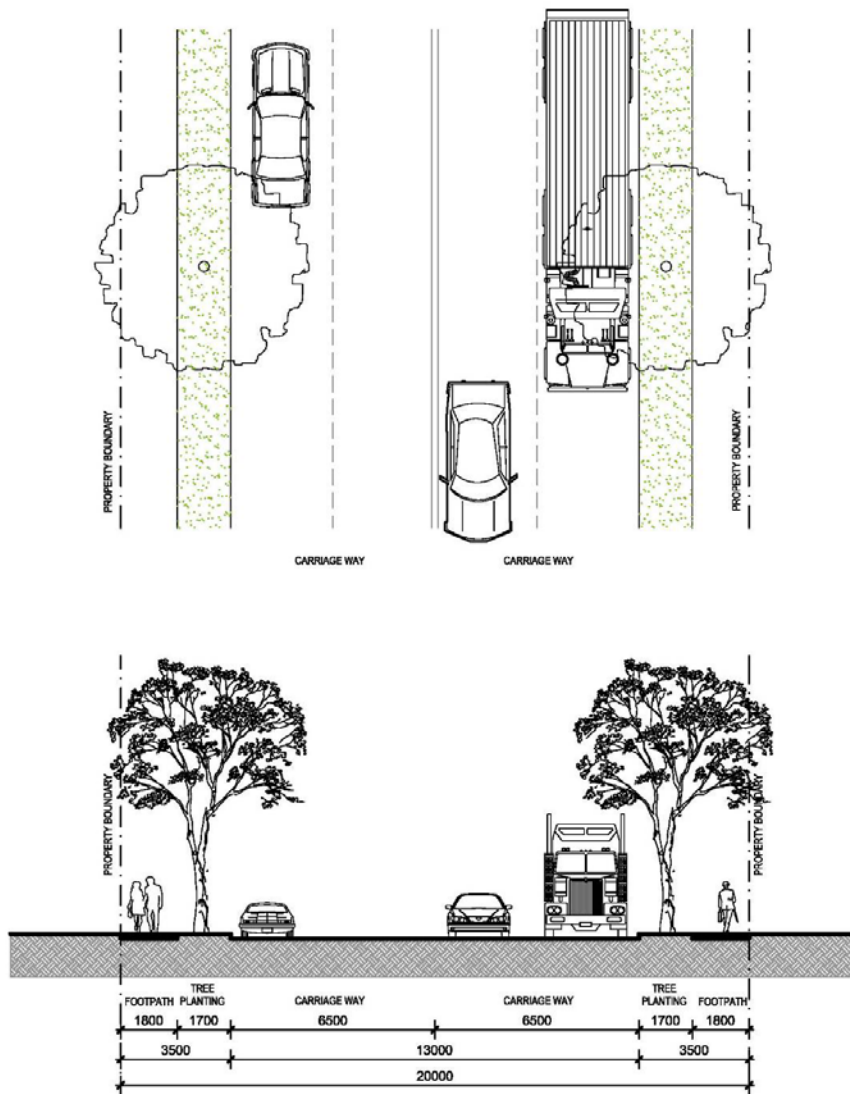 PROPERTY BOUNDARY
PROPERTY BOUNDARY
CARRIAGE WAY
CARRIAGE WAY
PROPERTY BOUNDARY
PROPERTY BOUNDARY
FOOTPATH
TREE
PLANTING
CARRIAGE WAY
CARRIAGE WAY
TREE
PLANTING
FOOTPATH
1800
1700
6500
6500
1700
1800
3500
13000
3500
20000